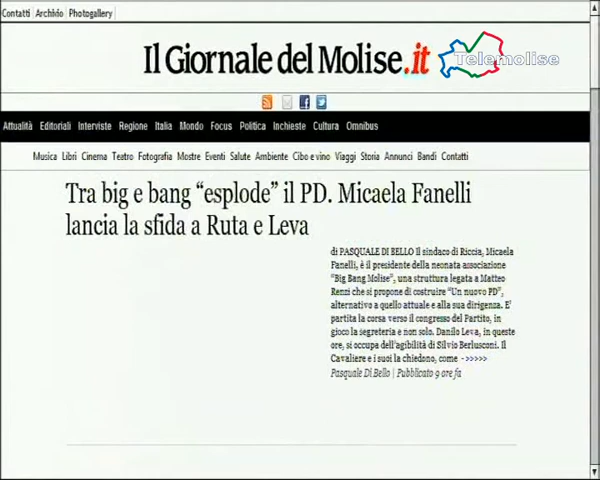 Contatti Archivio Photogallery
Il Giornale del Molise.it
Telemolise
Attualità Editoriali Interviste Regione Italia Mondo Focus Politica Inchieste Cultura Omnibus
Musica Libri Cinema Teatro Fotografia Mostre Eventi Salute Ambiente Cibo e vino Viaggi Storia Annunci Bandi Contatti
Tra big e bang “esplode” il PD. Micaela Fanelli
lancia la sfida a Ruta e Leva
di PASQUALE DI BELLO Il sindaco di Riccia, Micaela
Fanelli, è il presidente della neonata associazione
“Big Bang Molise”, una struttura legata a Matteo
Renzi che si propone di costruire “Un nuovo PD”,
alternativo a quello attuale e alla sua dirigenza. E’
partita la corsa verso il congresso del Partito, in
gioco la segreteria e non solo. Danilo Leva, in queste
ore, si occupa dell’agibilità di Silvio Berlusconi. Il
Cavaliere e i suoi la chiedono, come ->>>>>
Pasquale Di Bello | Pubblicato 9 ore fa